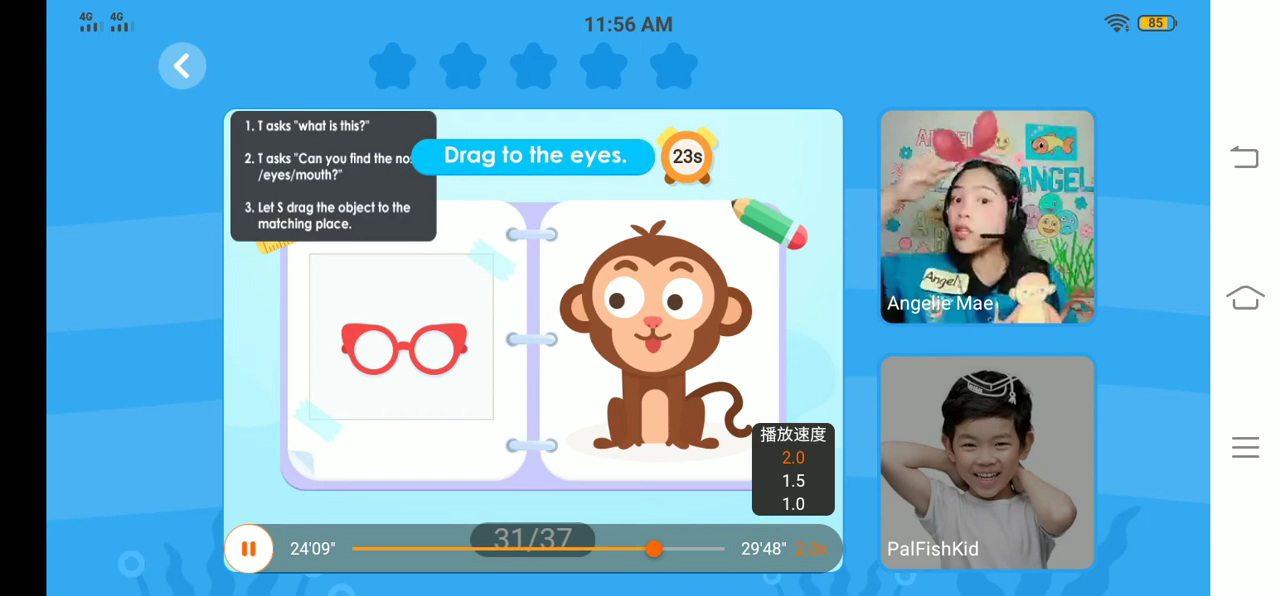 4G 4G
11:56 AM
85
1. T asks "what is this?"
2. T asks "Can you find the no
/eyes/mouth?"
3. Let S drag the object to the
matching place.
Drag to the eyes.
23s
ANGEL
Angel
Angelie Mae
播放速度
2.0
1.5
1.0
31/37
24'09"
29'48"
2.0x
PalFishKid